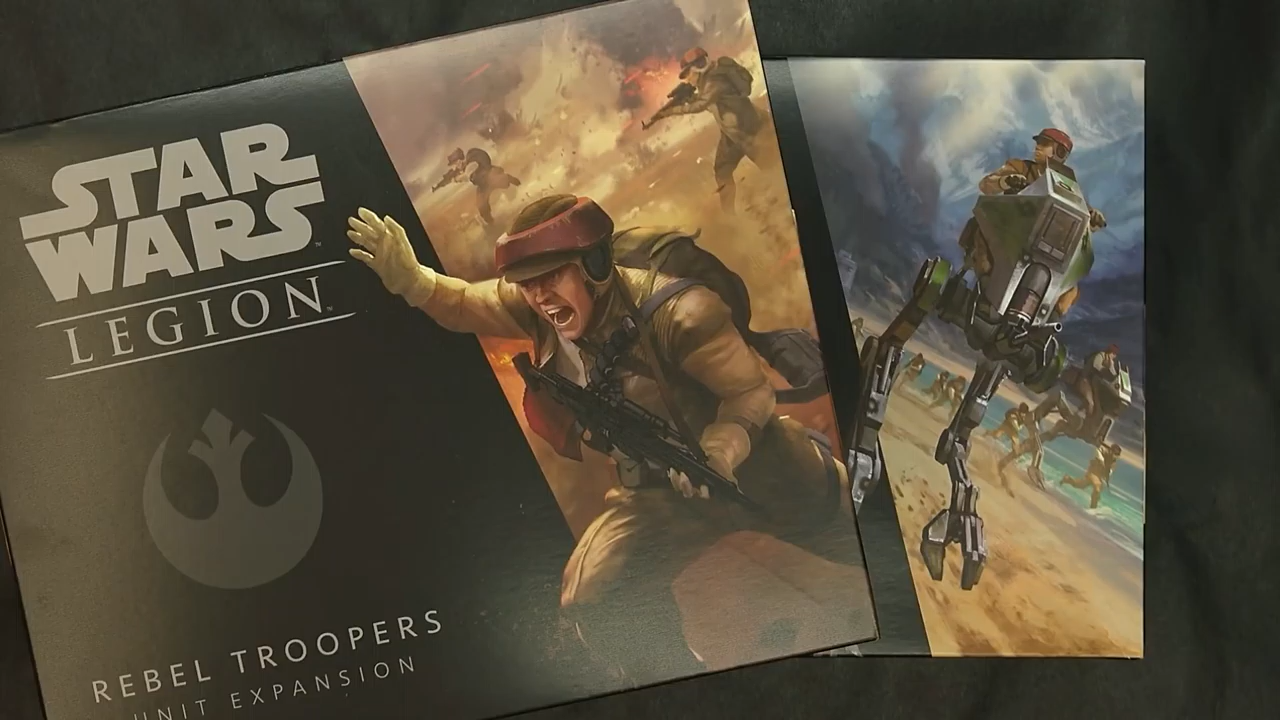 STAR
WARS
LEGION
REBEL TROOPERS
UNIT EXPANSION